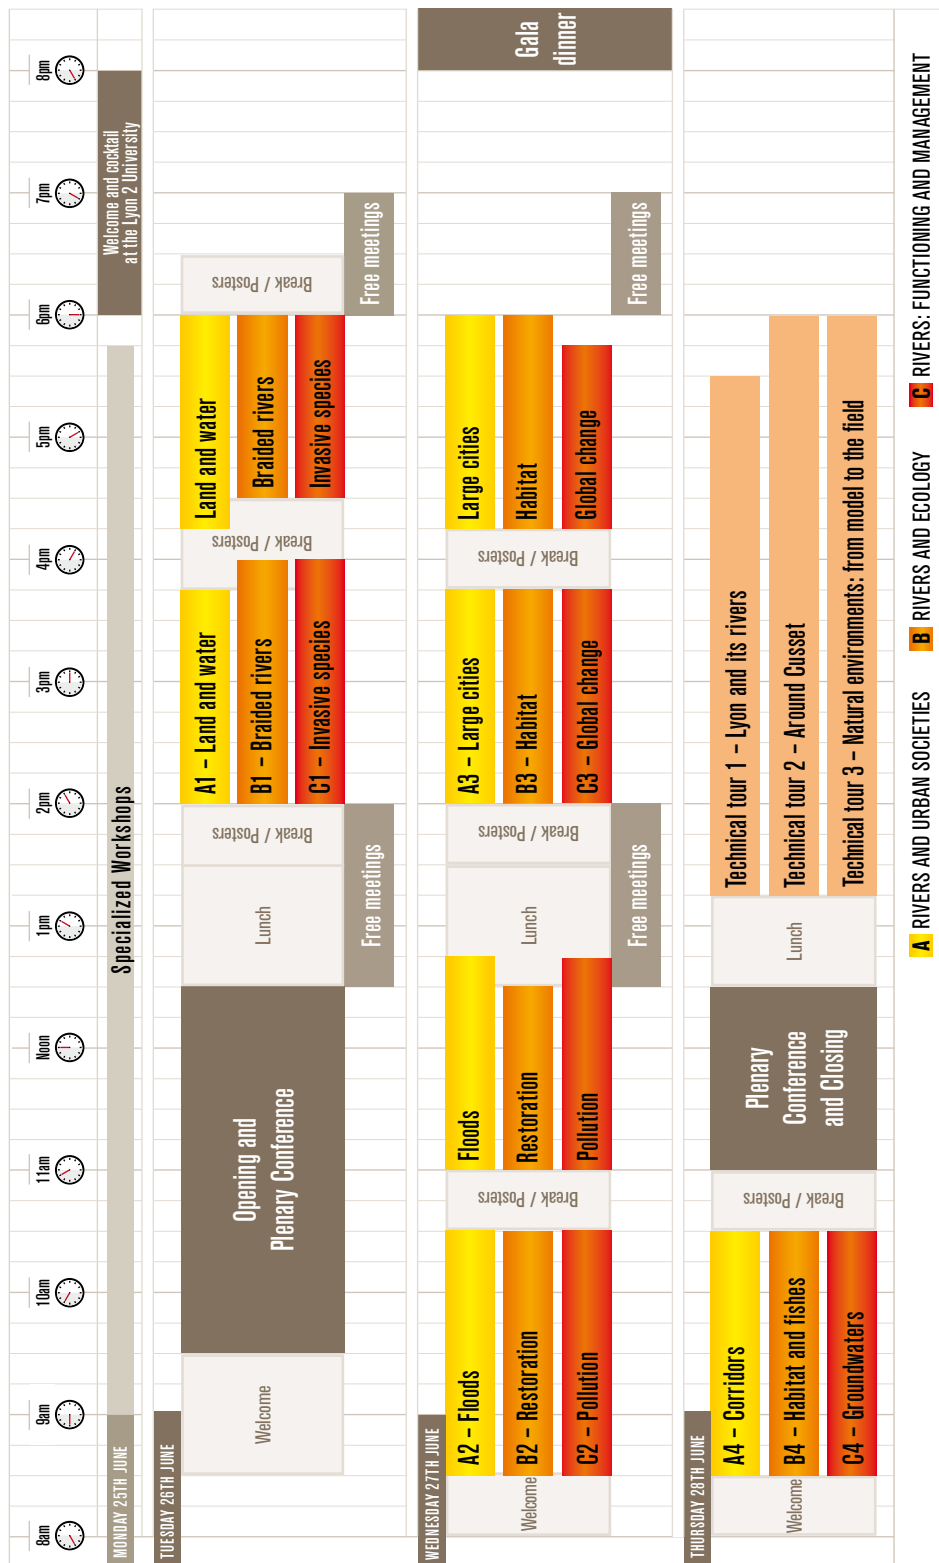 8am
9am
10am
11am
Noon
1pm
2pm
3pm
4pm
5pm
6pm
7pm
8pm
MONDAY 25TH JUNE
Specialized Workshops
Welcome and cocktail
at the Lyon 2 University
TUESDAY 26TH JUNE
Welcome
Opening and
Plenary Conference
Lunch
Break / Posters
Free meetings
A1 – Land and water
B1 – Braided rivers
C1 – Invasive species
Break / Posters
Land and water
Braided rivers
Invasive species
Break / Posters
Free meetings
WEDNESDAY 27TH JUNE
Welcome
A2 – Floods
B2 – Restoration
C2 – Pollution
Break / Posters
Floods
Restoration
Pollution
Lunch
Break / Posters
Free meetings
A3 – Large cities
B3 – Habitat
C3 – Global change
Break / Posters
Large cities
Habitat
Global change
Free meetings
Gala
dinner
THURSDAY 28TH JUNE
Welcome
A4 – Corridors
B4 – Habitat and fishes
C4 – Groundwaters
Break / Posters
Plenary
Conference
and Closing
Lunch
Technical tour 1 – Lyon and its rivers
Technical tour 2 – Around Cusset
Technical tour 3 – Natural environments: from model to the field
A RIVERS AND URBAN SOCIETIES
B RIVERS AND ECOLOGY
C RIVERS: FUNCTIONING AND MANAGEMENT